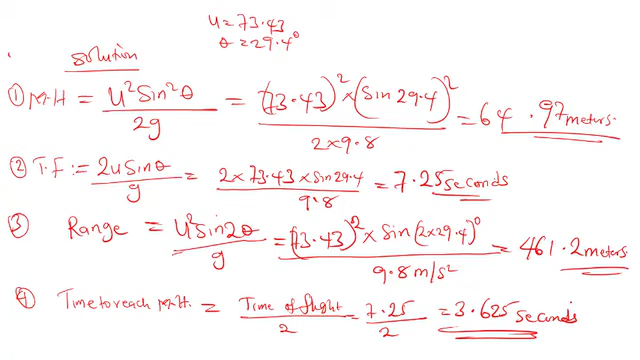 u = 73.43
θ = 29.4°
Solution
① M.H = U²Sin²θ / 2g = (73.43)² × (Sin 29.4)² / 2 × 9.8 = 64.97 meters.
② T.F := 2uSinθ / g = 2 × 73.43 × Sin 29.4 / 9.8 = 7.25 seconds
③ Range = U²Sin2θ / g = (73.43)² × Sin(2×29.4)° / 9.8 m/s² = 461.2 meters
④ Time to reach M.H. = Time of flight / 2 = 7.25 / 2 = 3.625 seconds